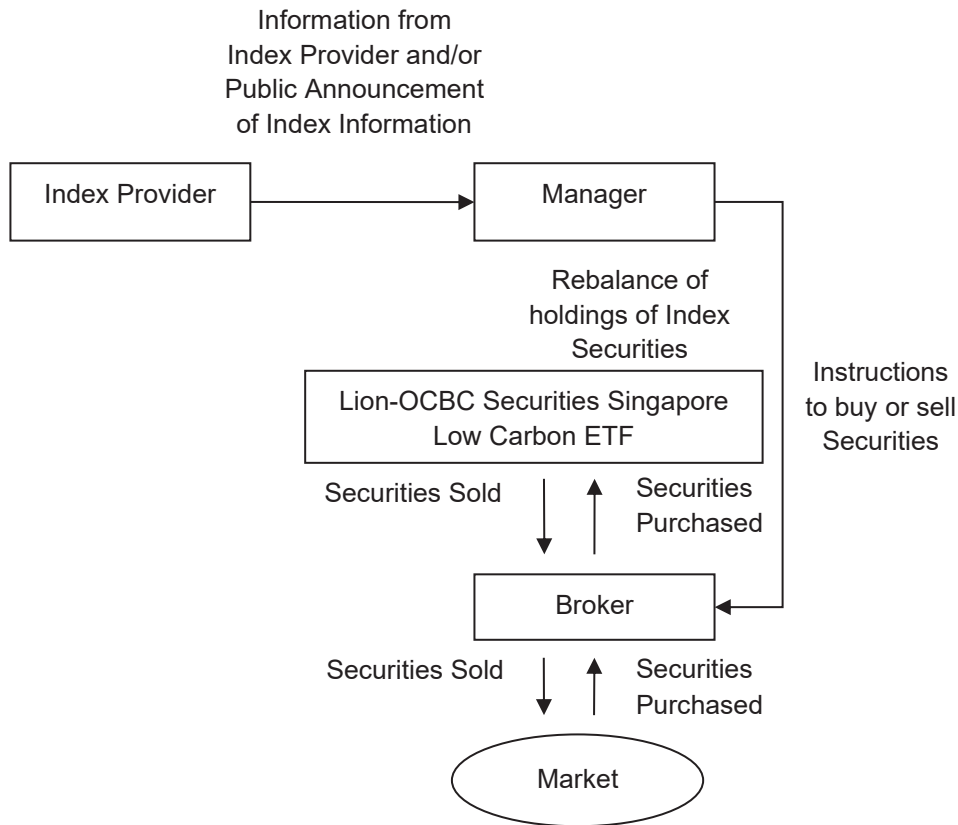 Information from
Index Provider and/or
Public Announcement
of Index Information
Index Provider
Manager
Rebalance of
holdings of Index
Securities
Instructions
to buy or sell
Securities
Lion-OCBC Securities Singapore
Low Carbon ETF
Securities Sold
Securities
Purchased
Broker
Securities Sold
Securities
Purchased
Market